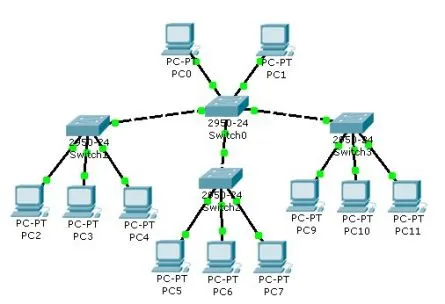 PC-PT
PC0
PC-PT
PC1
2950-24
Switch0
2950-24
Switch1
2950-24
Switch3
2950-24
Switch2
PC-PT
PC2
PC-PT
PC3
PC-PT
PC4
PC-PT
PC9
PC-PT
PC10
PC-PT
PC11
PC-PT
PC5
PC-PT
PC6
PC-PT
PC7